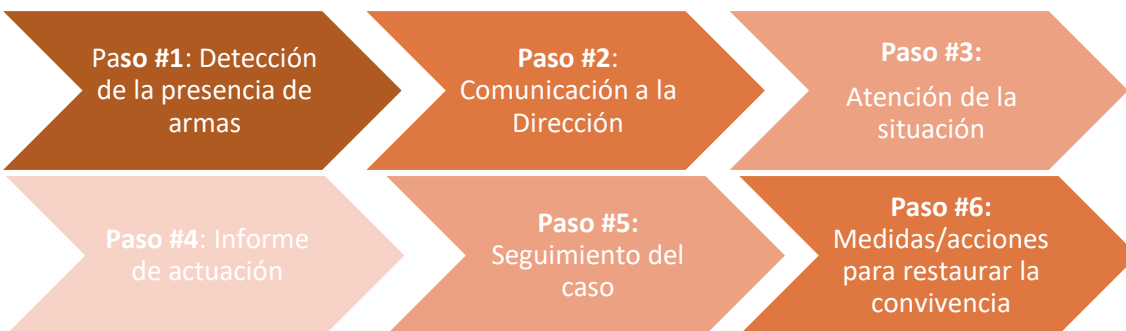 Paso #1: Detección
de la presencia de
armas
Paso #2:
Comunicación a la
Dirección
Paso #3:
Atención de la
situación
Paso #4: Informe
de actuación
Paso #5:
Seguimiento del
caso
Paso #6:
Medidas/acciones
para restaurar la
convivencia